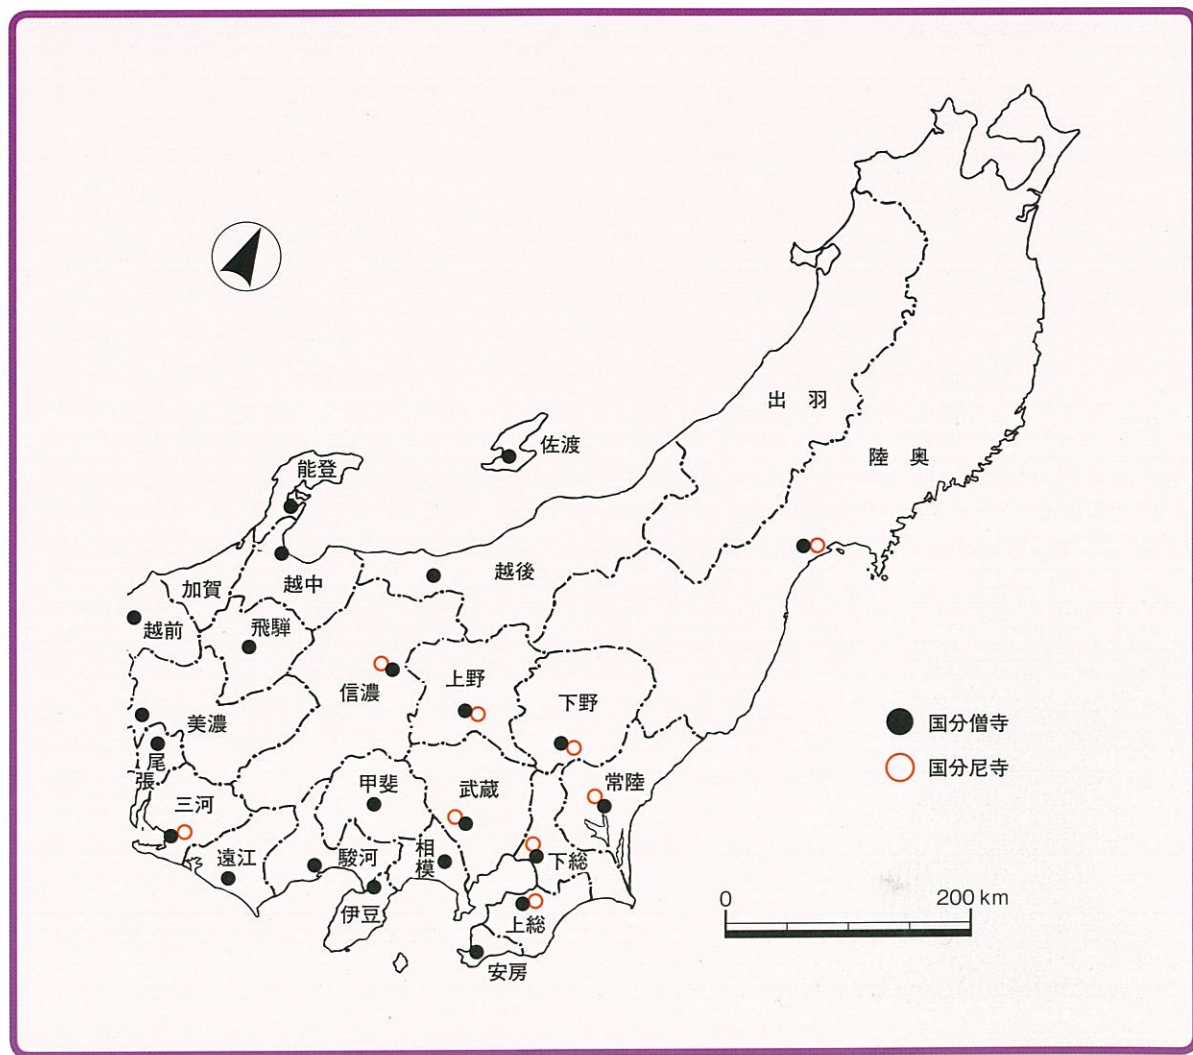 出羽
陸奥
佐渡
能登
越後
加賀
越中
越前
飛騨
信濃
上野
下野
美濃
尾張
三河
遠江
甲斐
武蔵
常陸
駿河
相模
下総
伊豆
上総
安房
国分僧寺
国分尼寺
0
200 km